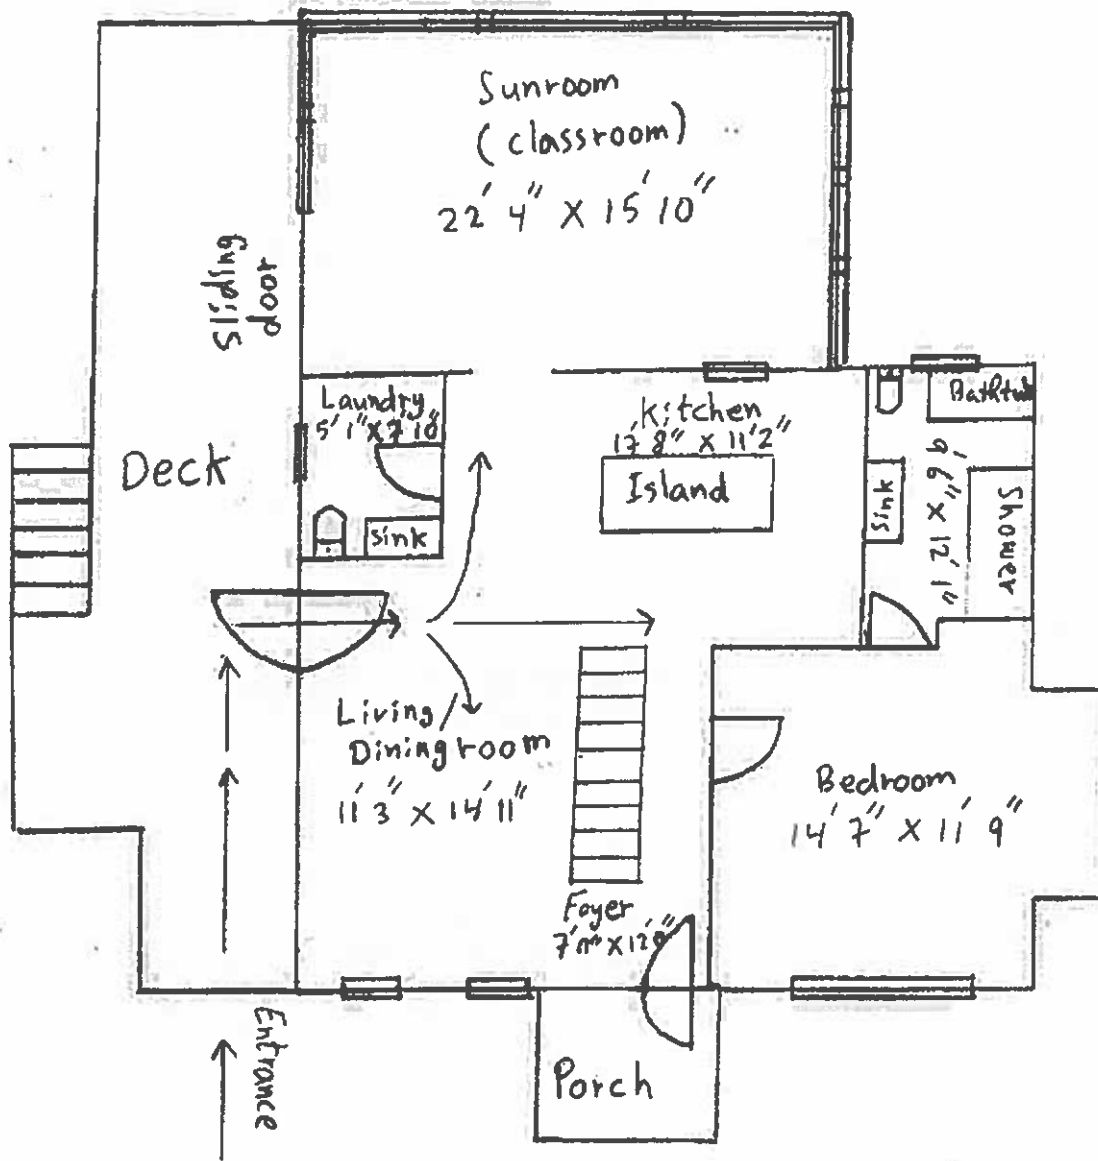 Sunroom
(classroom)
22' 4" X 15' 10"
Sliding
door
Laundry
5' 1" X 7' 10"
Kitchen
17' 8" X 11' 2"
Bathtub
Deck
Island
Sink
Sink
9' 6" X 12' 1"
Shower
Living/
Dining room
11' 3" X 14' 11"
Bedroom
14' 7" X 11' 9"
Foyer
Entrance
Porch